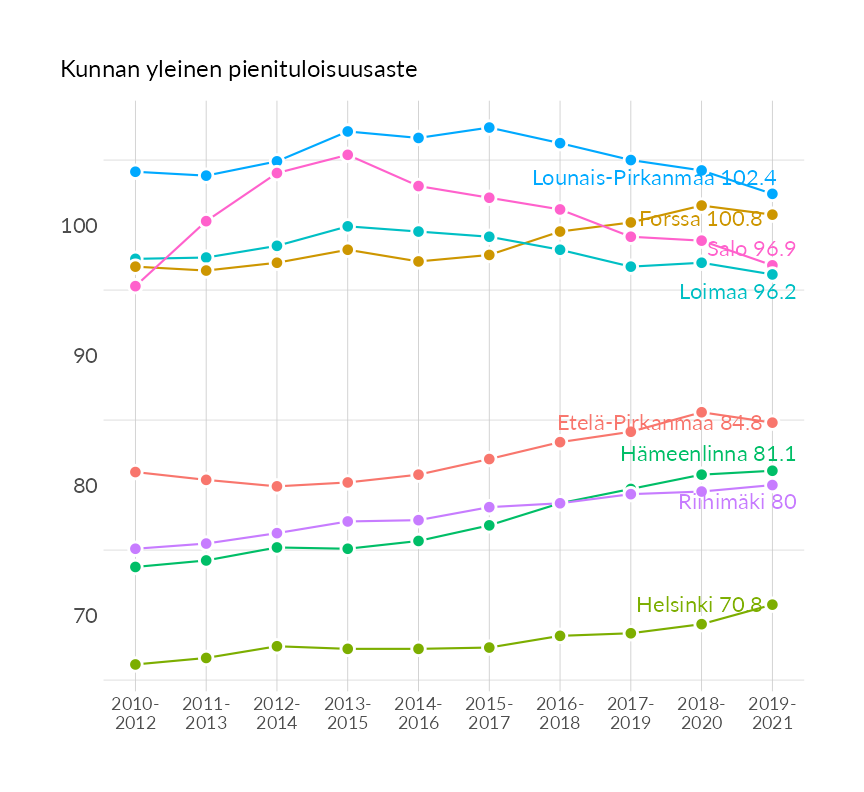 Kunnan yleinen pienituloisuusaste
Lounais-Pirkanmaa 102.4
Forssa 100.8
100
Salo 96.9
Loimaa 96.2
90
Etelä-Pirkanmaa 84.8
Hämeenlinna 81.1
80
Riihimäki 80
Helsinki 70.8
70
2010- 2011- 2012- 2013- 2014- 2015- 2016- 2017- 2018- 2019-
2012 2013 2014 2015 2016 2017 2018 2019 2020 2021